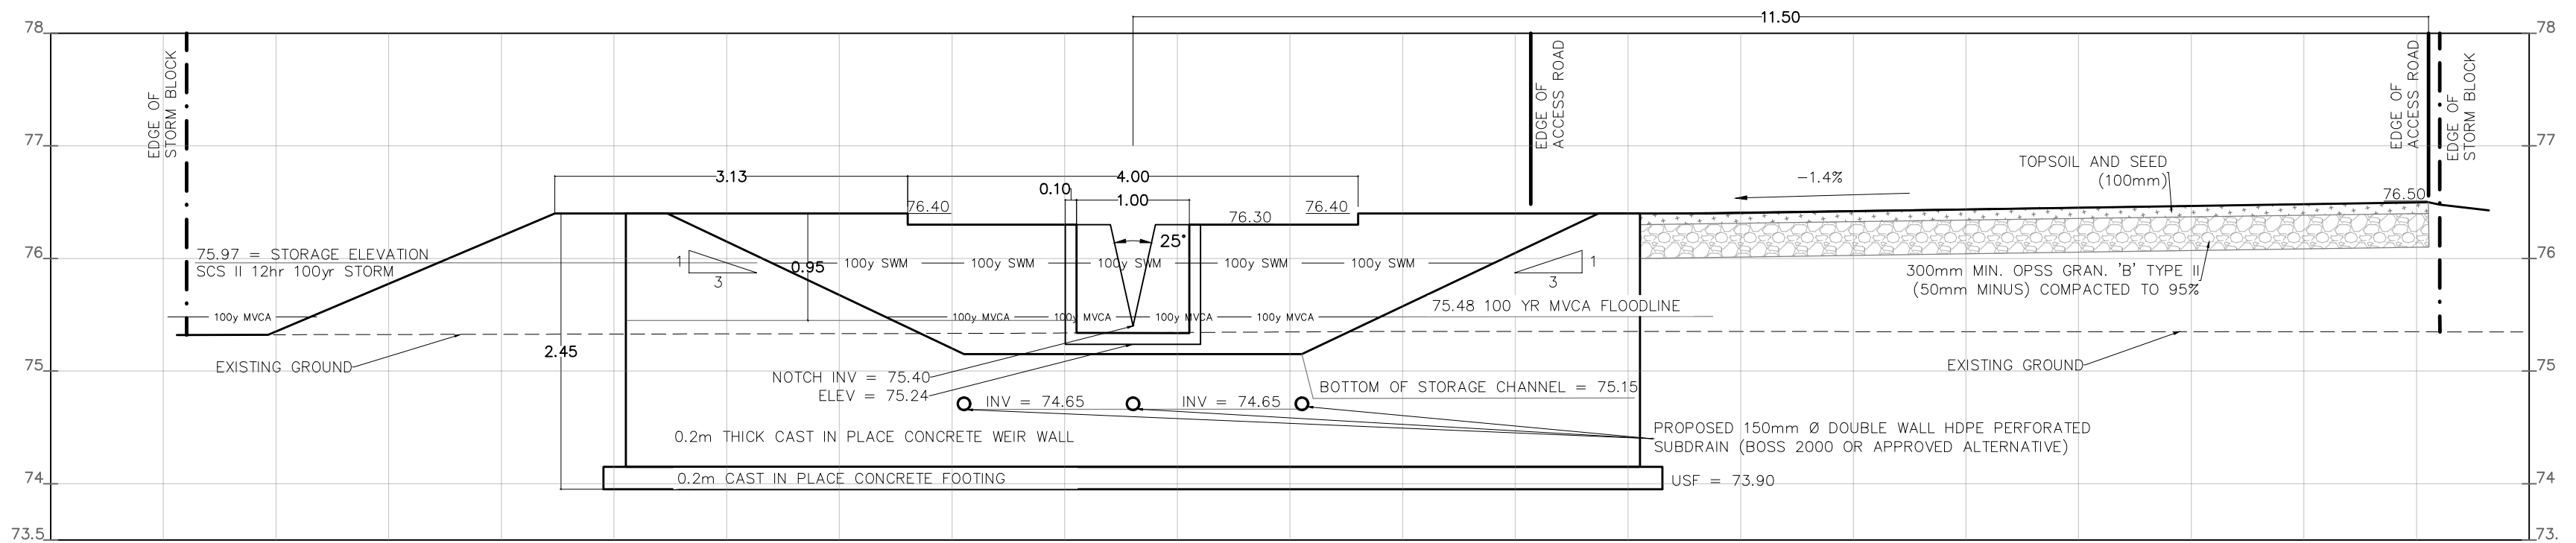 11.50
78
78
EDGE OF
STORM BLOCK
EDGE OF
ACCESS ROAD
EDGE OF
ACCESS ROAD
EDGE OF
STORM BLOCK
77
77
TOPSOIL AND SEED
(100mm)
-1.4%
3.13
4.00
0.10
1.00
76.40
76.30
76.40
76.50
25°
75.97 = STORAGE ELEVATION
SCS II 12hr 100yr STORM
1
3
0.95
100y SWM
100y SWM
100y SWM
100y SWM
100y SWM
1
3
76
76
300mm MIN. OPSS GRAN. 'B' TYPE II
(50mm MINUS) COMPACTED TO 95%
75.48 100 YR MVCA FLOODLINE
100y MVCA
100y MVCA
100y MVCA
100y MVCA
100y MVCA
2.45
EXISTING GROUND
EXISTING GROUND
75
75
NOTCH INV = 75.40
ELEV = 75.24
BOTTOM OF STORAGE CHANNEL = 75.15
INV = 74.65
INV = 74.65
PROPOSED 150mm Ø DOUBLE WALL HDPE PERFORATED
SUBDRAIN (BOSS 2000 OR APPROVED ALTERNATIVE)
0.2m THICK CAST IN PLACE CONCRETE WEIR WALL
0.2m CAST IN PLACE CONCRETE FOOTING
USF = 73.90
74
74
73.5
73.